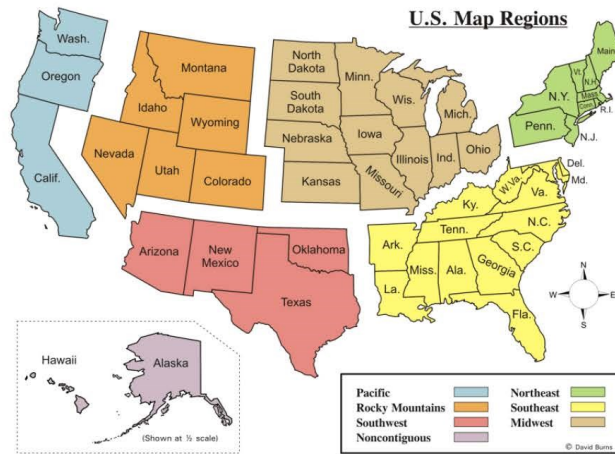 U.S. Map Regions
Wash.
Oregon
Calif.
Montana
Idaho
Wyoming
Nevada
Utah
Colorado
North
Dakota
South
Dakota
Nebraska
Kansas
Minn.
Iowa
Missouri
Wis.
Illinois
Mich.
Ind.
Ohio
Main
Vt.
N.H.
Mass
Conn.
R.I.
N.Y.
Penn.
N.J.
Del.
Md.
W.Va.
Va.
Ky.
Tenn.
N.C.
S.C.
Ark.
La.
Miss.
Ala.
Georgia
Fla.
Arizona
New
Mexico
Oklahoma
Texas
N
W
E
S
Hawaii
Alaska
(Shown at ½ scale)
Pacific
Rocky Mountains
Southwest
Noncontiguous
Northeast
Southeast
Midwest
© David Burns